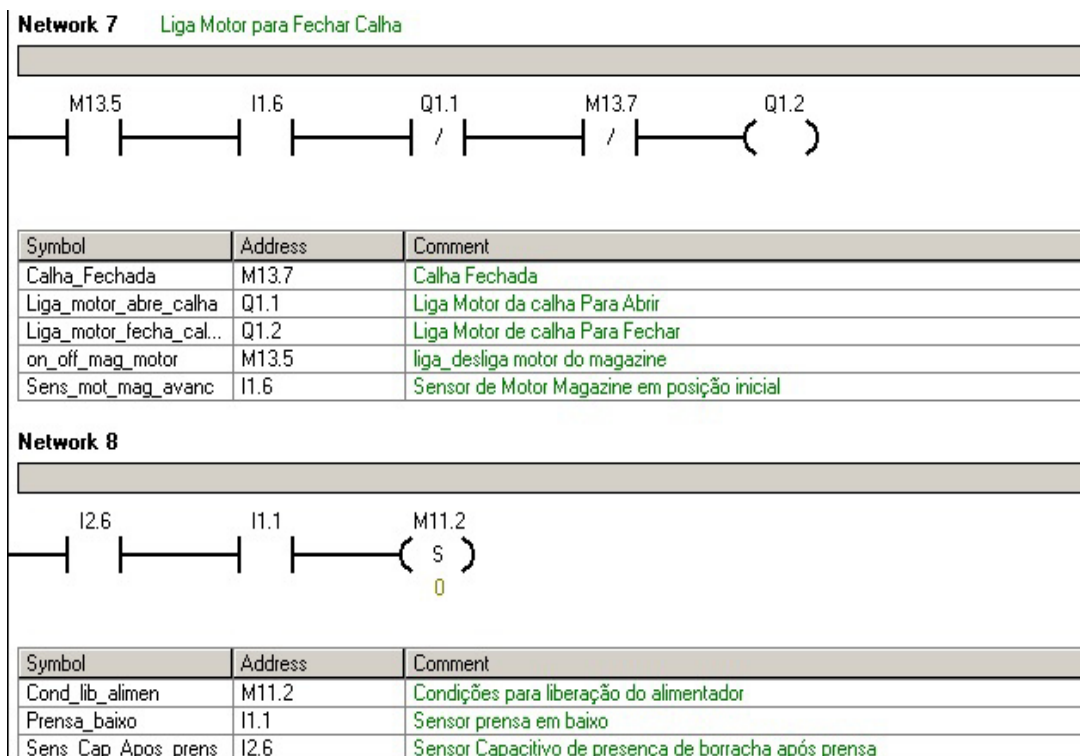 Network 7 Liga Motor para Fechar Calha
M13.5 I1.6 Q1.1 M13.7 Q1.2
/ /
Symbol Address Comment
Calha_Fechada M13.7 Calha Fechada
Liga_motor_abre_calha Q1.1 Liga Motor da calha Para Abrir
Liga_motor_fecha_cal... Q1.2 Liga Motor de calha Para Fechar
on_off_mag_motor M13.5 liga_desliga motor do magazine
Sens_mot_mag_avanc I1.6 Sensor de Motor Magazine em posição inicial
Network 8
I2.6 I1.1 M11.2
S
0
Symbol Address Comment
Cond_lib_alimen M11.2 Condições para liberação do alimentador
Prensa_baixo I1.1 Sensor prensa em baixo
Sens_Cap_Apos_prens I2.6 Sensor Capacitivo de presença de borracha após prensa